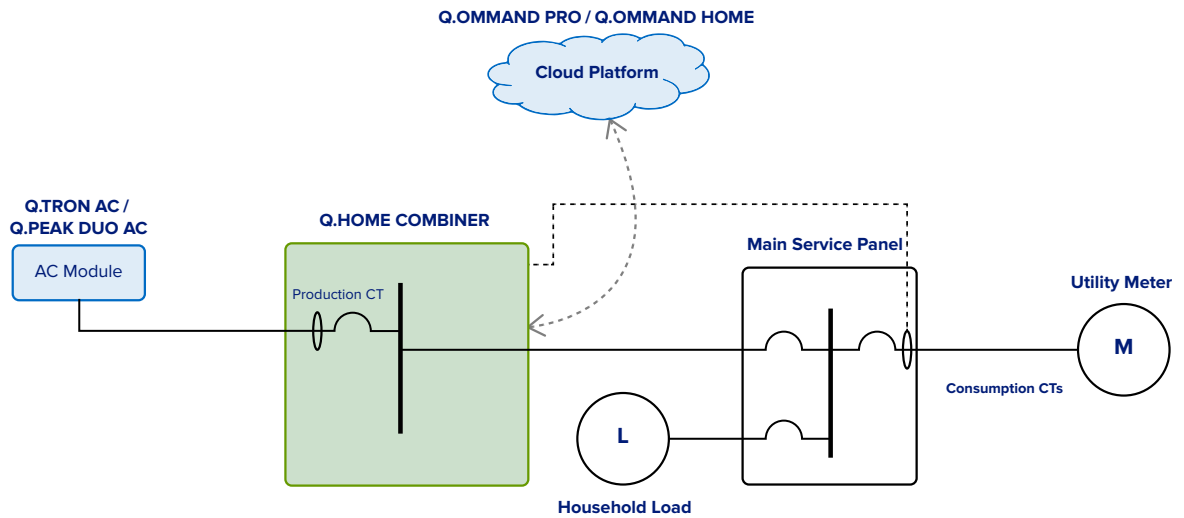 Q.OMMAND PRO / Q.OMMAND HOME
Cloud Platform
Q.TRON AC /
Q.PEAK DUO AC
AC Module
Q.HOME COMBINER
Production CT
Main Service Panel
Utility Meter
M
Consumption CTs
L
Household Load